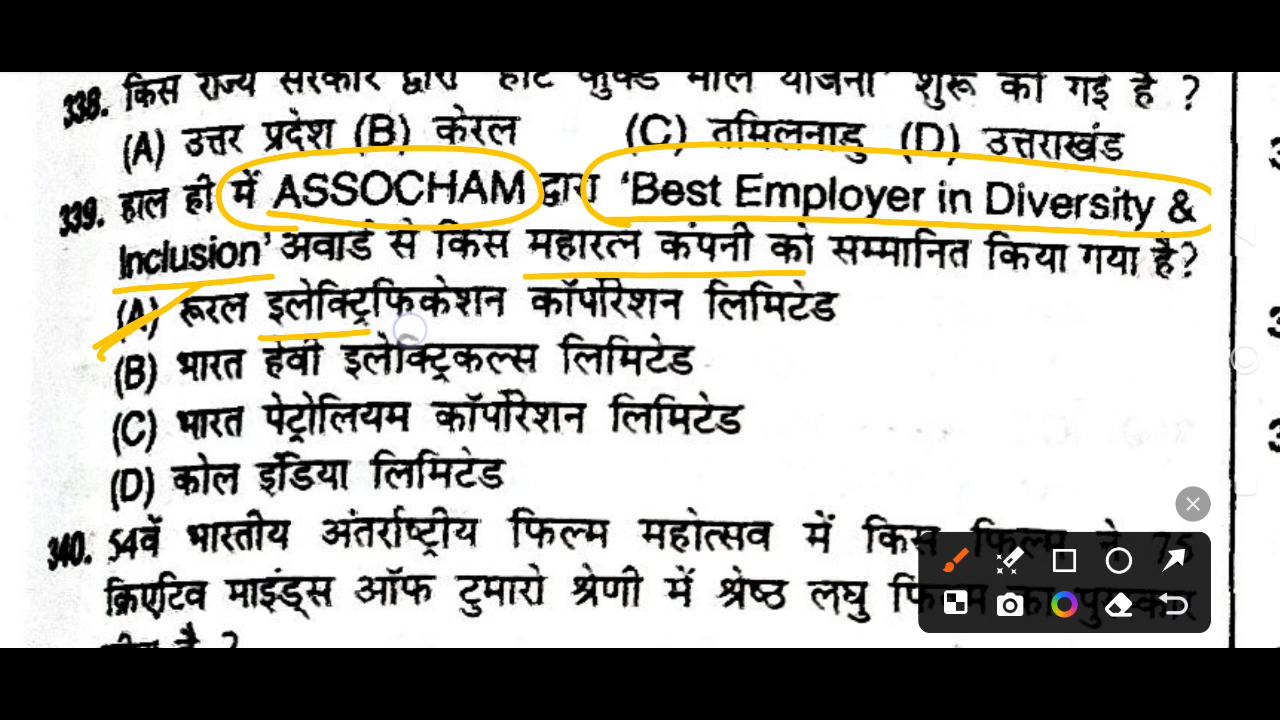 338. किस राज्य सरकार द्वारा 'हॉट कुक्ड मील योजना' शुरू की गई है ?
(A) उत्तर प्रदेश (B) केरल (C) तमिलनाडु (D) उत्तराखंड
339. हाल ही में ASSOCHAM द्वारा 'Best Employer in Diversity &
Inclusion' अवार्ड से किस महारत्न कंपनी को सम्मानित किया गया है?
(A) रूरल इलेक्ट्रिफिकेशन कॉर्पोरेशन लिमिटेड
(B) भारत हेवी इलेक्ट्रिकल्स लिमिटेड
(C) भारत पेट्रोलियम कॉर्पोरेशन लिमिटेड
(D) कोल इंडिया लिमिटेड
340. 54वें भारतीय अंतर्राष्ट्रीय फिल्म महोत्सव में किस फिल्म ने 75
क्रिएटिव माइंड्स ऑफ टुमारो श्रेणी में श्रेष्ठ लघु फिल्म का पुरस्कार
है ?